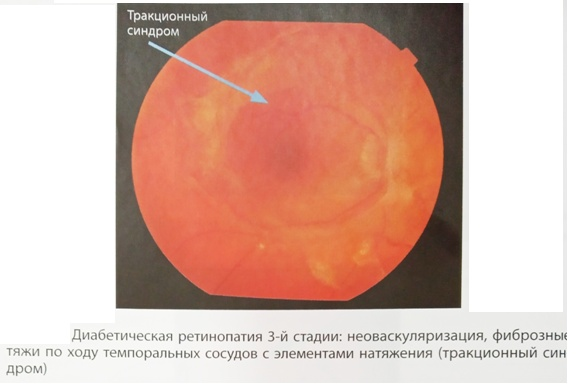 Тракционный
синдром
Диабетическая ретинопатия 3-й стадии: неоваскуляризация, фиброзные
тяжи по ходу темпоральных сосудов с элементами натяжения (тракционный син-
дром)